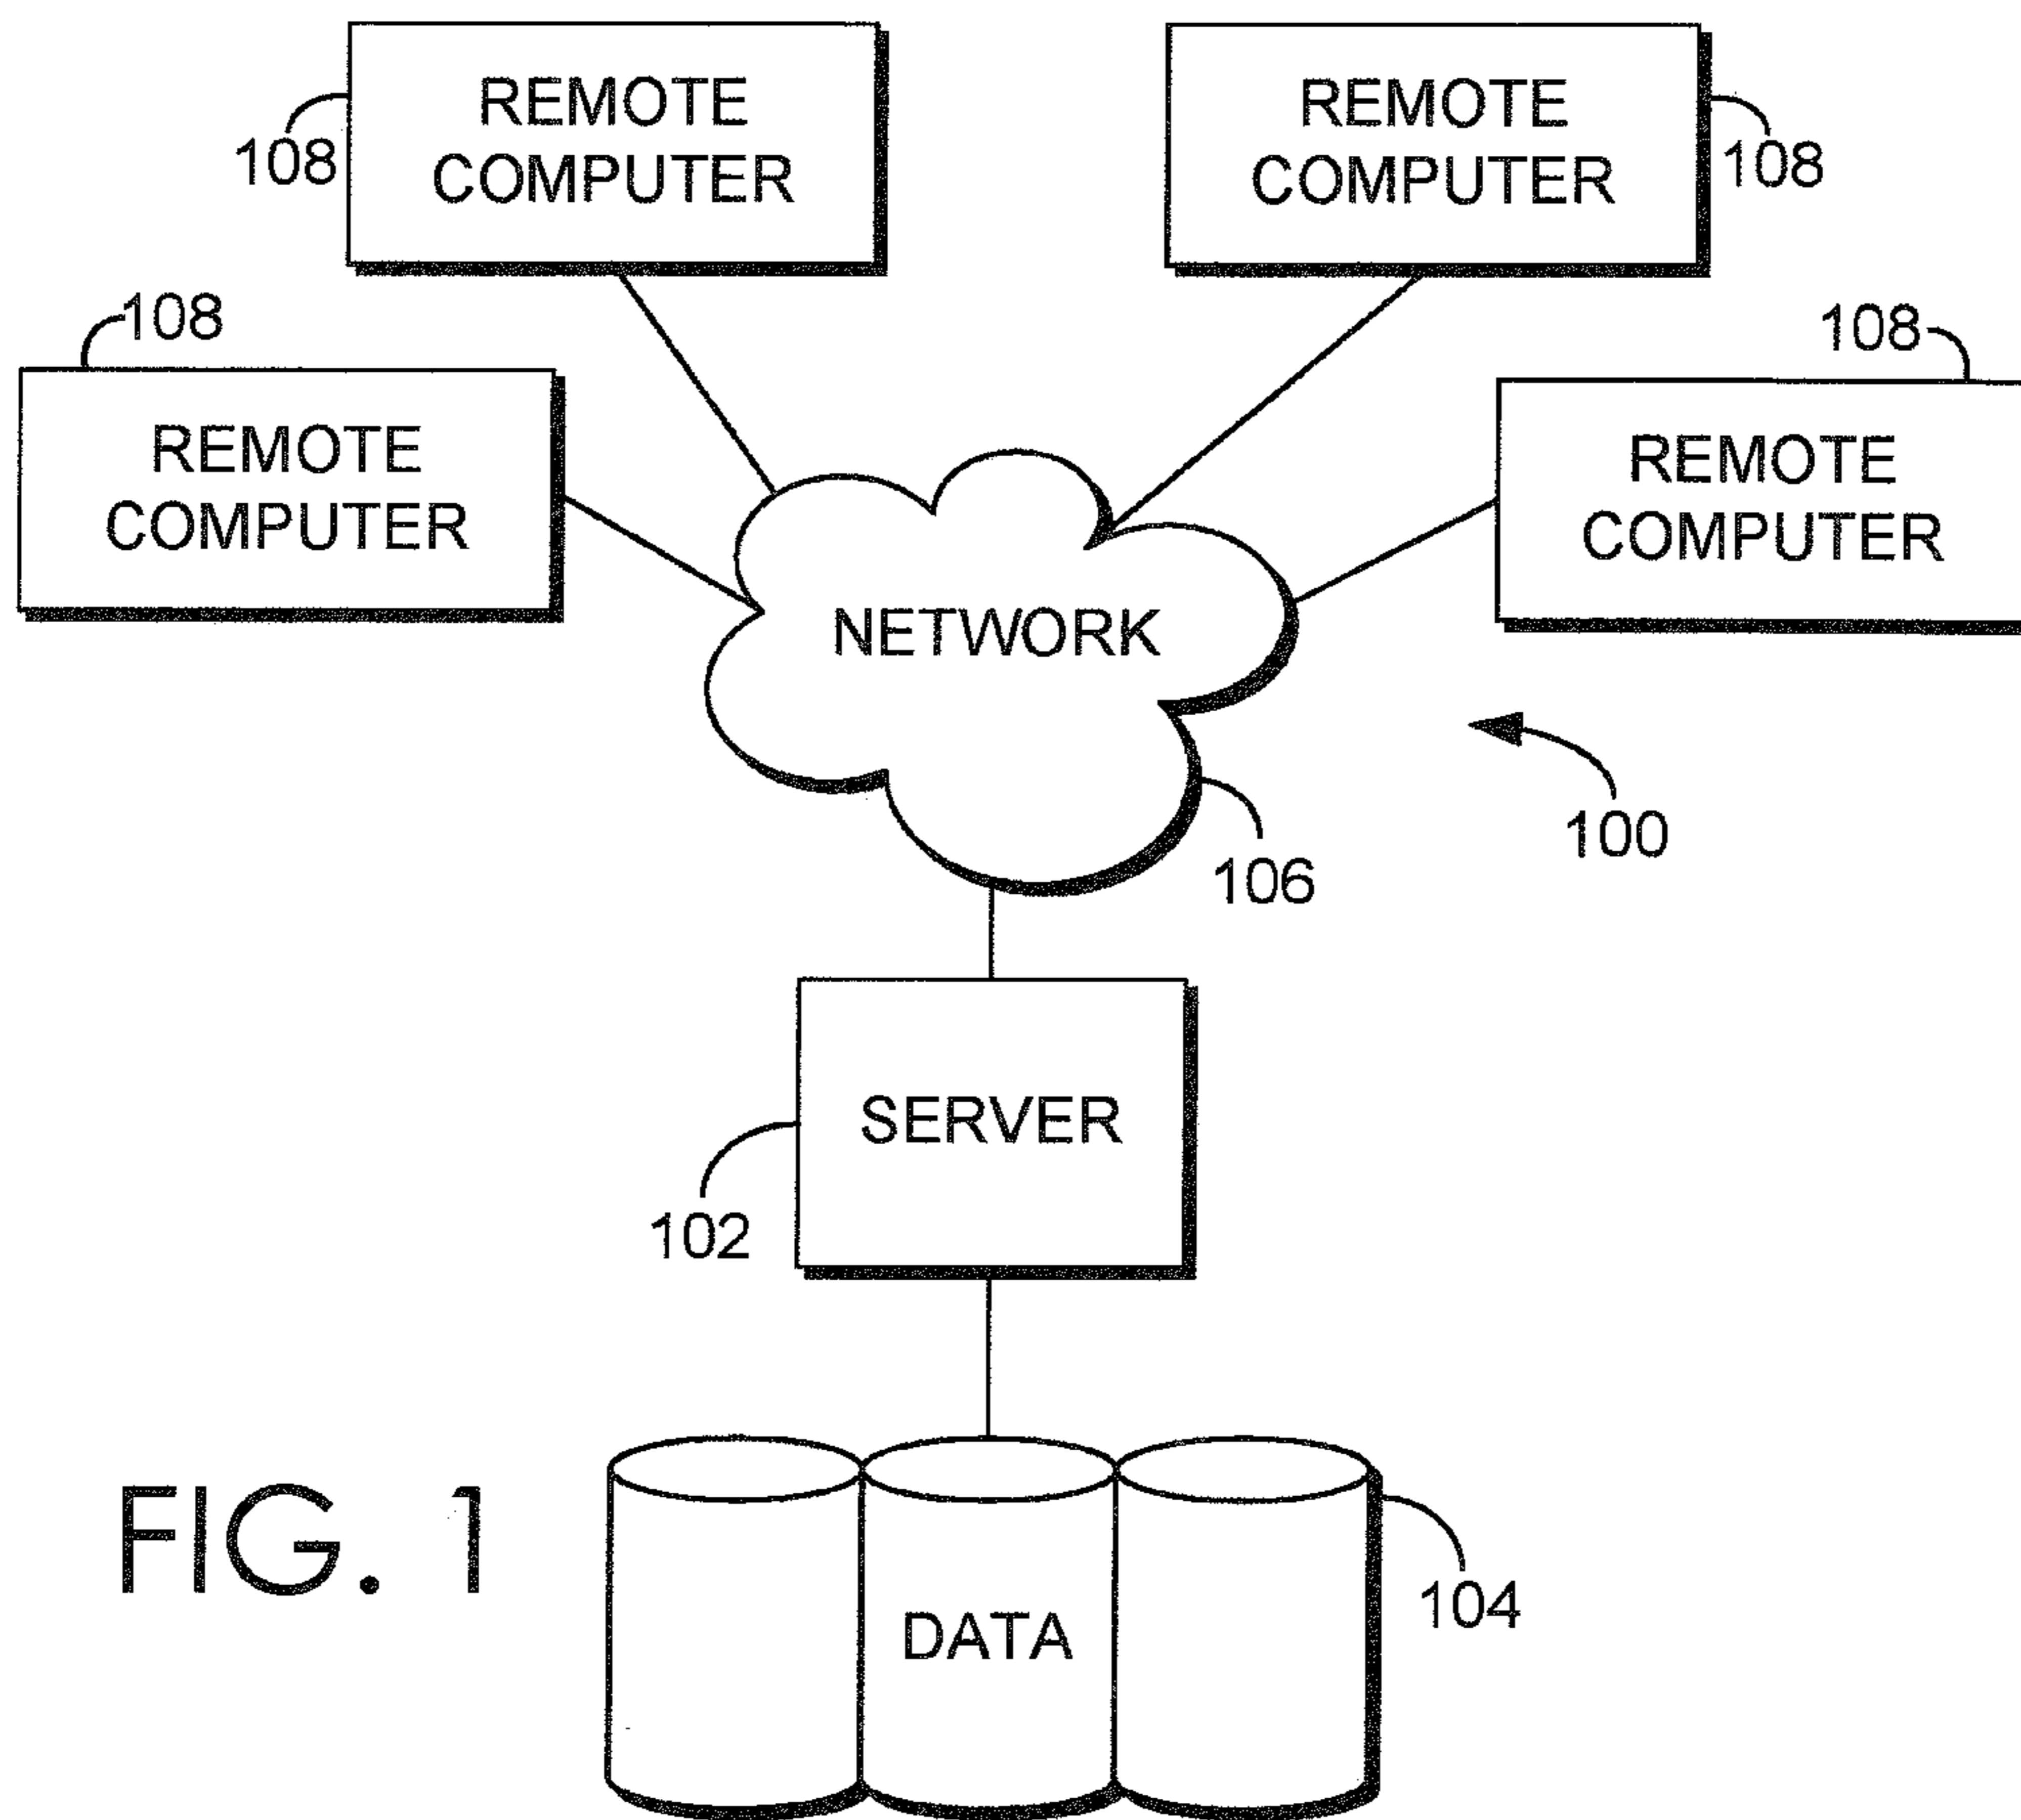 REMOTE
COMPUTER
108
REMOTE
COMPUTER
108
108
REMOTE
COMPUTER
108
REMOTE
COMPUTER
NETWORK
106
100
SERVER
102
FIG. 1
DATA
104